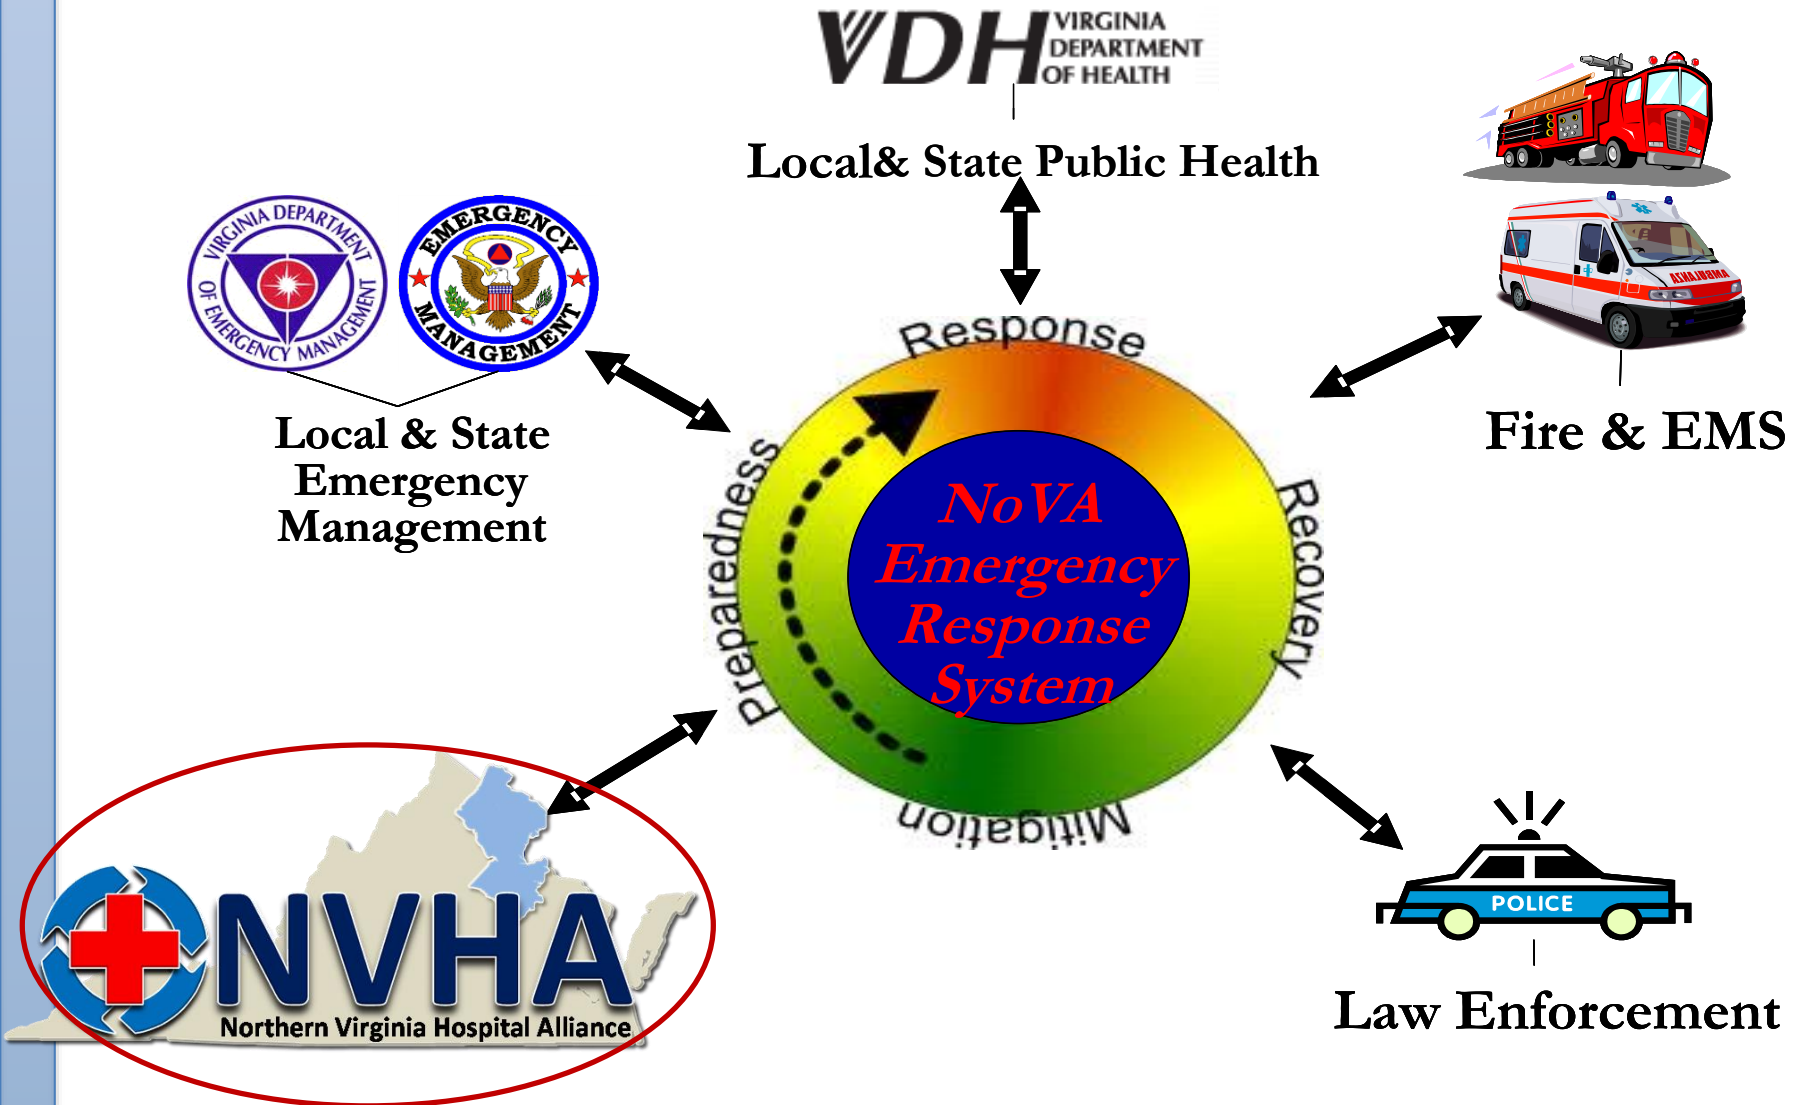 VDH VIRGINIA
DEPARTMENT
OF HEALTH
Local& State Public Health
VIRGINIA DEPARTMENT
OF EMERGENCY MANAGEMENT
EMERGENCY
MANAGEMENT
Local & State
Emergency
Management
AMBULANZA
Fire & EMS
Response
Preparedness
Recovery
Mitigation
NoVA
Emergency
Response
System
NVHA
Northern Virginia Hospital Alliance
POLICE
Law Enforcement